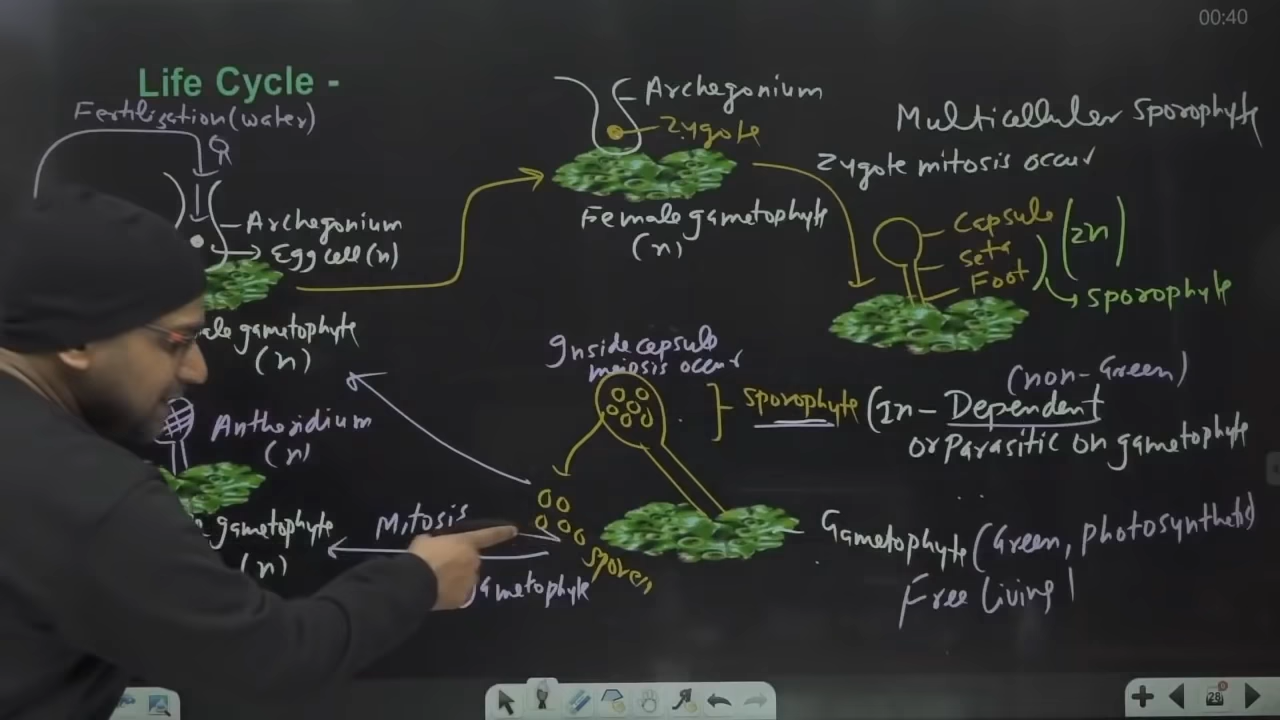 00:40
Life Cycle -
Fertilization (water)
Archegonium
Egg cell (n)
gametophyte
(n)
Antheridium
(n)
gametophyte
(n)
Archegonium
Zygote
Female gametophyte
(n)
Multicellular sporophyte
Zygote mitosis occur
Capsule
Seta
Foot
(2n)
sporophyte
Inside capsule
meiosis occur
sporophyte (2n - Dependent
(non-Green)
or Parasitic on gametophyte
Mitosis
spores
gametophyte
Gametophyte (Green, photosynthetic)
Free living
28